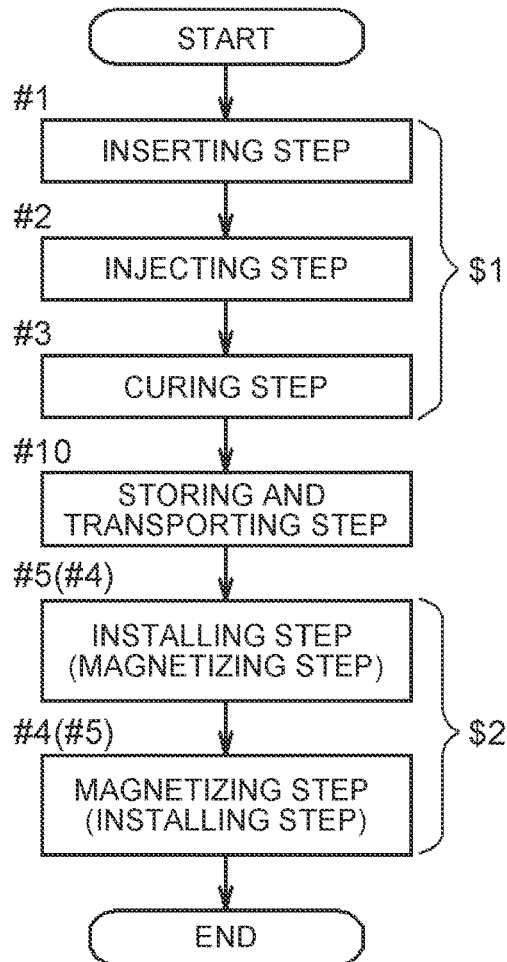 START
#1
INSERTING STEP
#2
INJECTING STEP
$1
#3
CURING STEP
#10
STORING AND
TRANSPORTING STEP
#5(#4)
INSTALLING STEP
(MAGNETIZING STEP)
$2
#4(#5)
MAGNETIZING STEP
(INSTALLING STEP)
END